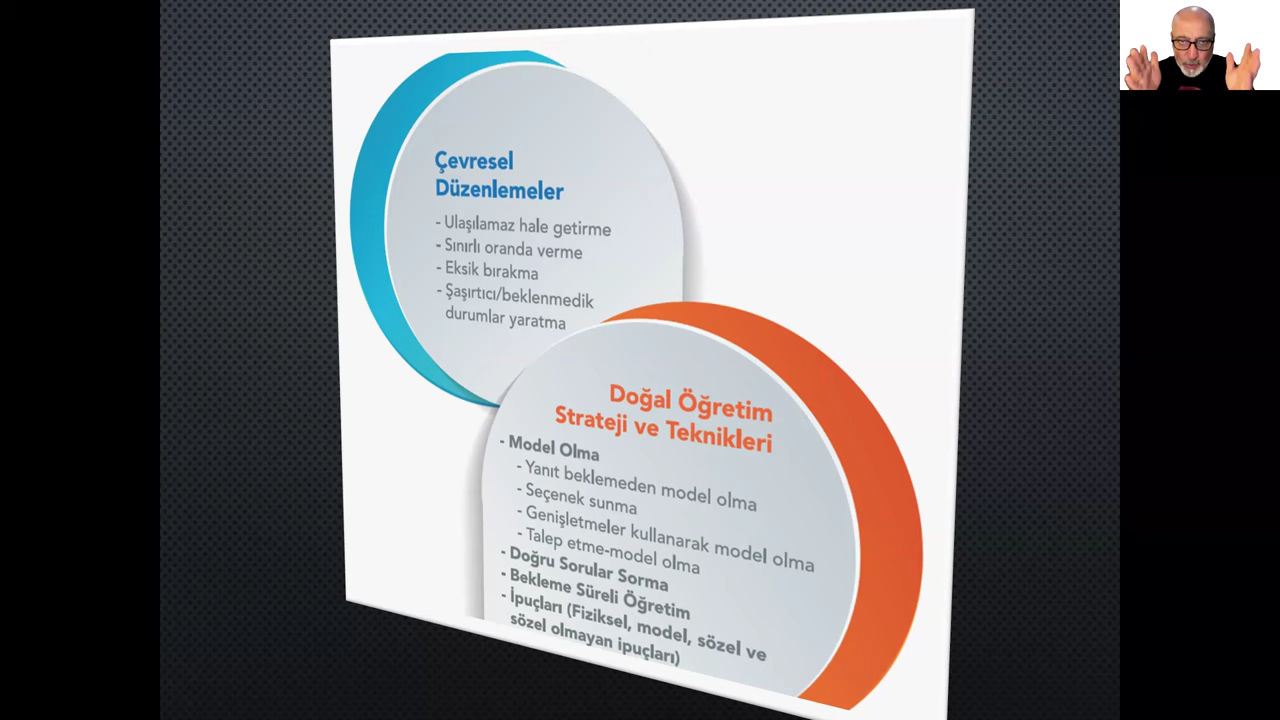 Çevresel
Düzenlemeler
- Ulaşılamaz hale getirme
- Sınırlı oranda verme
- Eksik bırakma
- Şaşırtıcı/beklenmedik
durumlar yaratma
Doğal Öğretim
Strateji ve Teknikleri
- Model Olma
- Yanıt beklemeden model olma
- Seçenek sunma
- Genişletmeler kullanarak model olma
- Talep etme-model olma
- Doğru Sorular Sorma
- Bekleme Süreli Öğretim
- İpuçları (Fiziksel, model, sözel ve
sözel olmayan ipuçları)